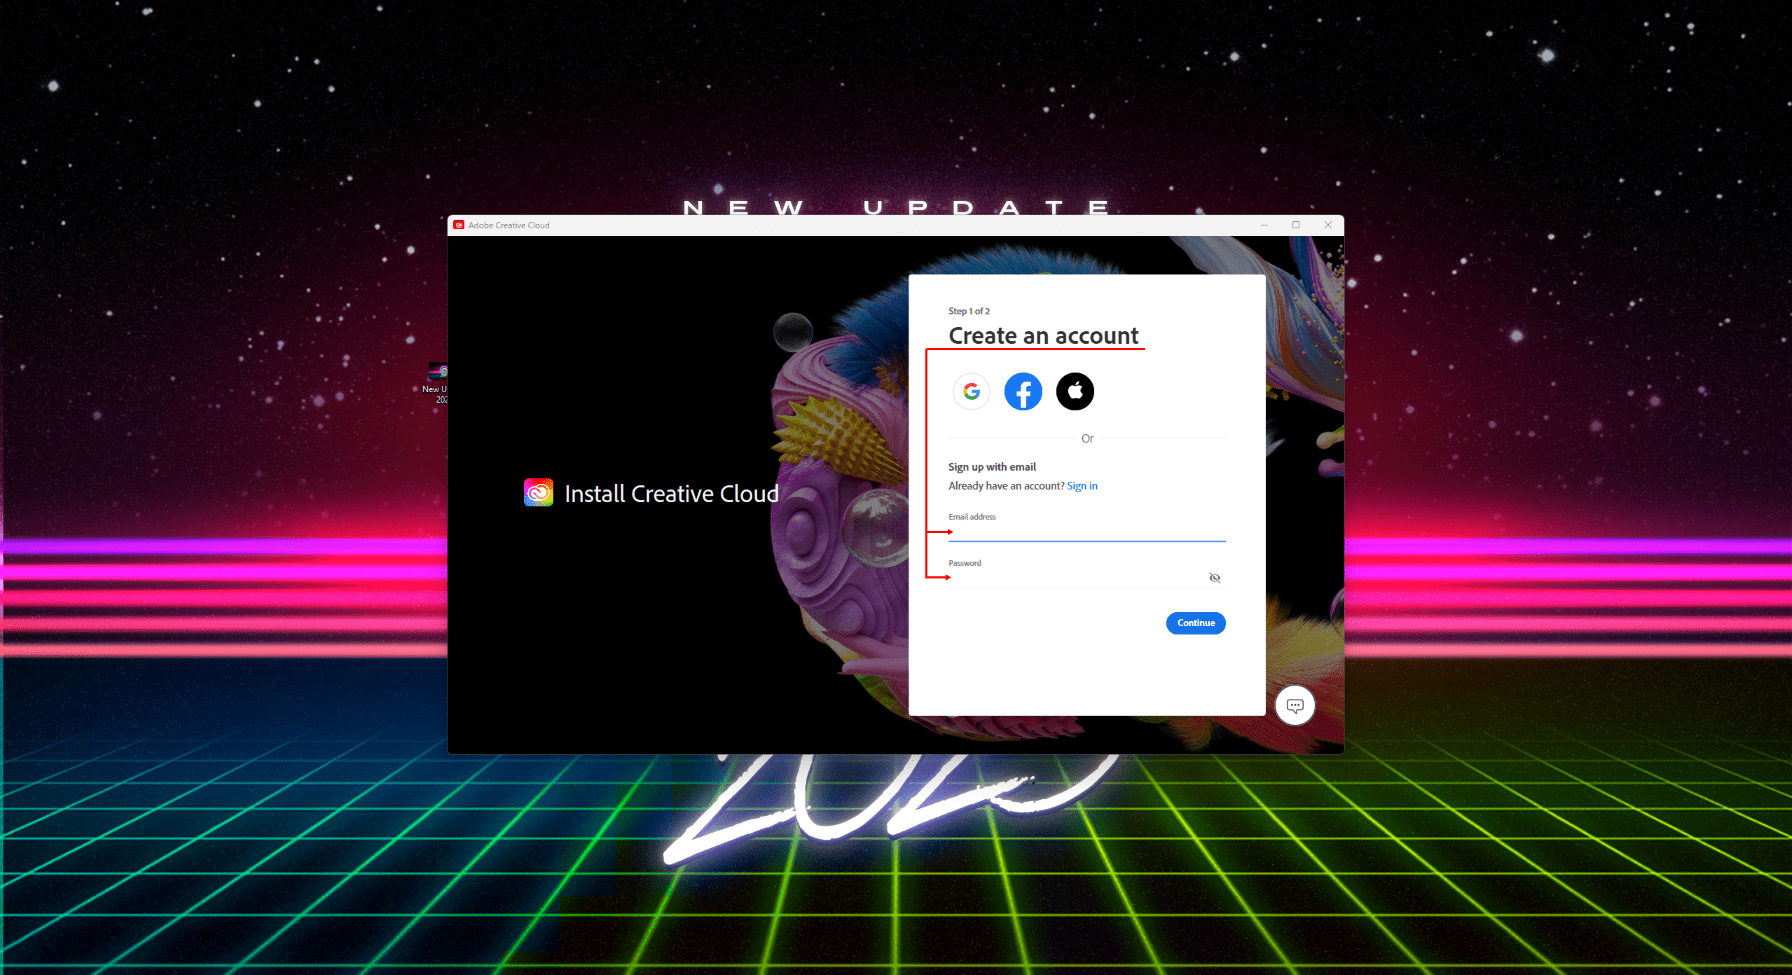 NEW UPDATE
Adobe Creative Cloud
Step 1 of 2
Create an account
Or
Sign up with email
Already have an account? Sign in
Email address
Password
Continue
Install Creative Cloud
New U
202